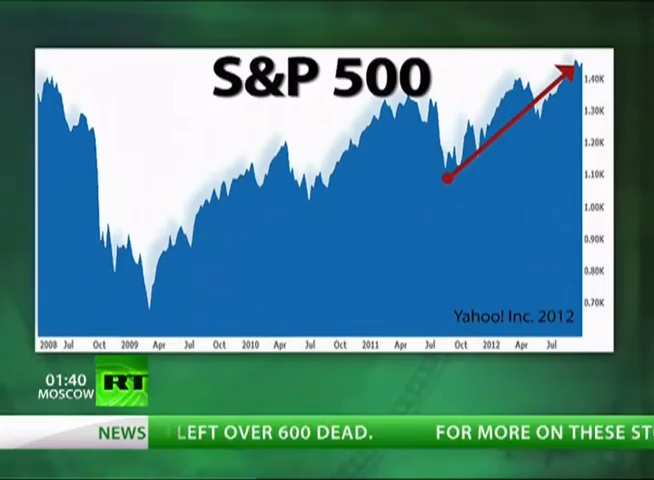 S&P 500
1.40K
1.30K
1.20K
1.10K
1.00K
0.90K
0.80K
0.70K
Yahoo! Inc. 2012
2008 Jul Oct 2009 Apr Jul Oct 2010 Apr Jul Oct 2011 Apr Jul Oct 2012 Apr Jul
01:40
MOSCOW
RT
NEWS LEFT OVER 600 DEAD. FOR MORE ON THESE